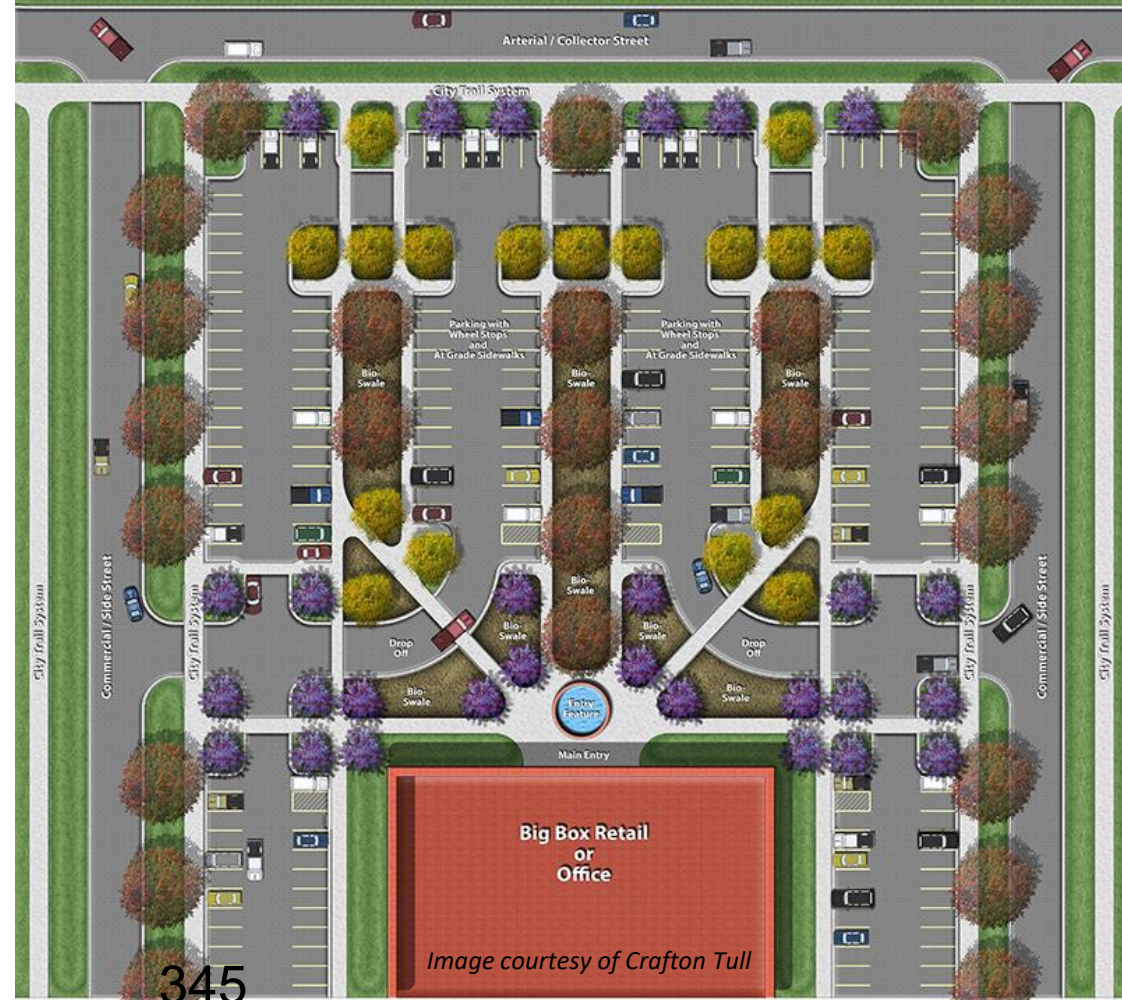 Arterial / Collector Street
City Trail System
Parking with
Wheel Stops
and
At Grade Sidewalks
Parking with
Wheel Stops
and
At Grade Sidewalks
Bio-
Swale
Bio-
Swale
Bio-
Swale
City Trail System
Commercial / Side Street
City Trail System
Bio-
Swale
Bio-
Swale
Bio-
Swale
Drop
Off
Drop
Off
Bio-
Swale
Bio-
Swale
Entry
Feature
Main Entry
City Trail System
Commercial / Side Street
City Trail System
Big Box Retail
or
Office
Image courtesy of Crafton Tull
345